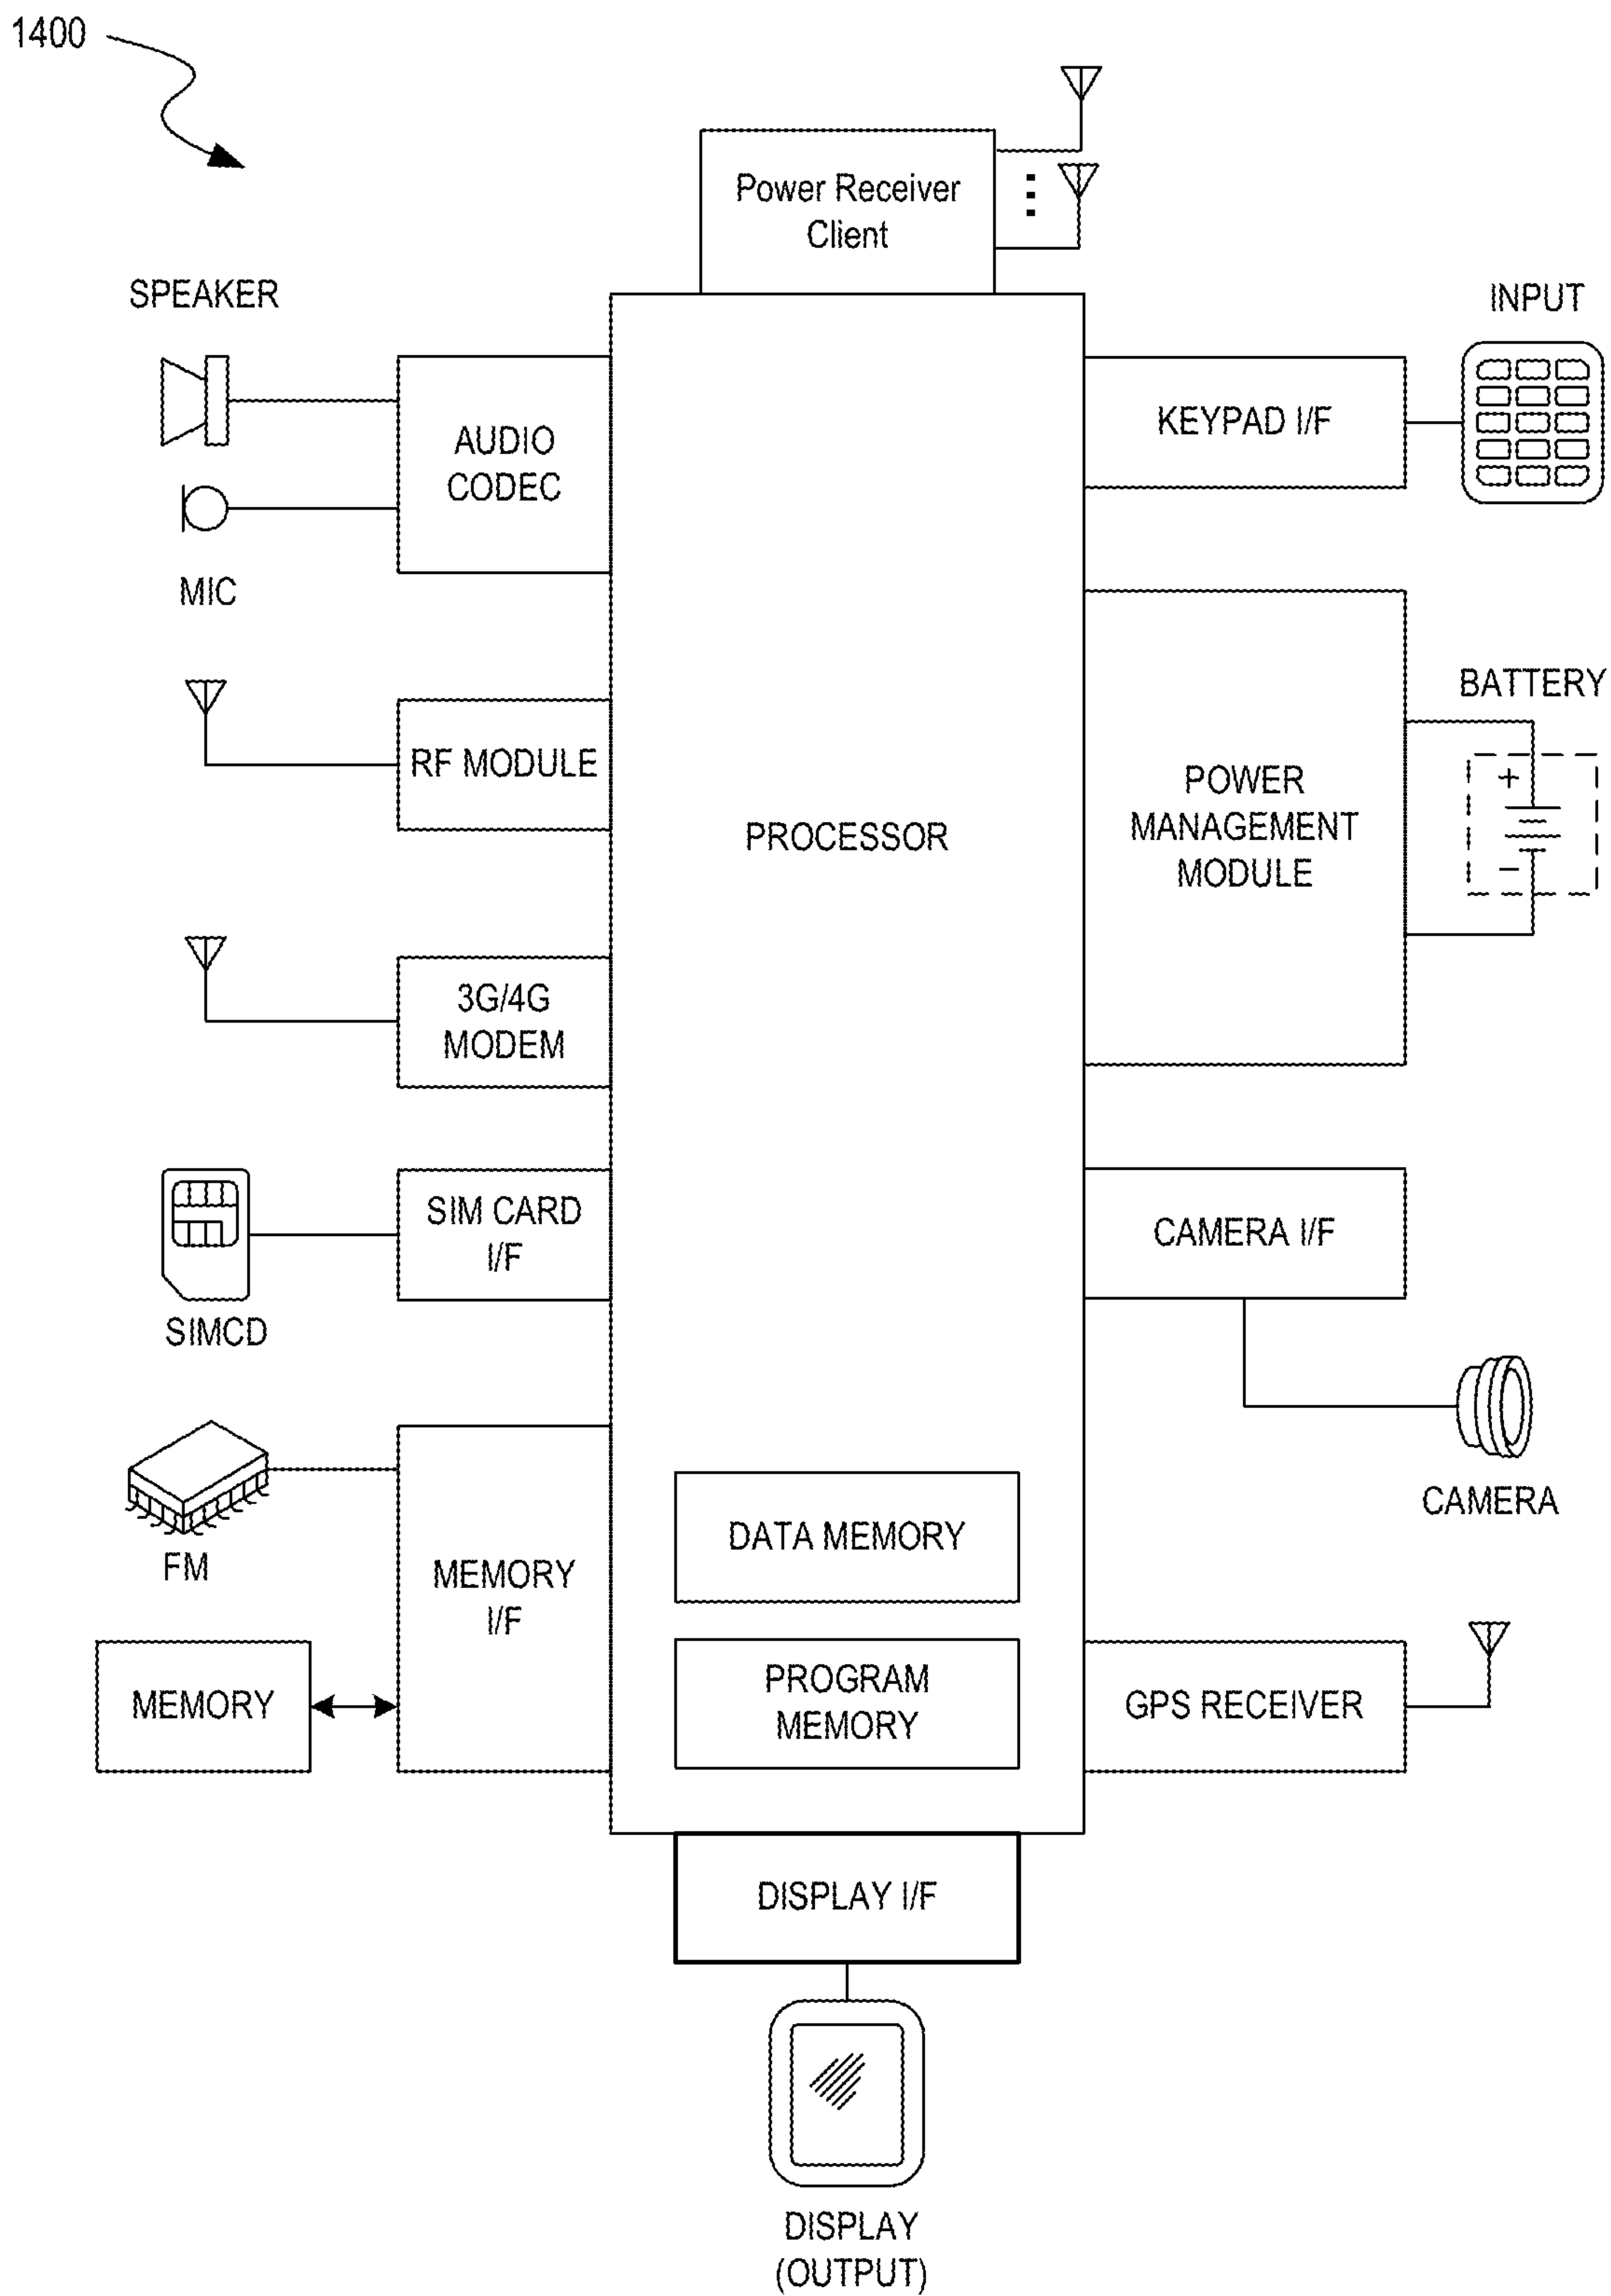 1400
Power Receiver
Client
SPEAKER
INPUT
AUDIO
CODEC
KEYPAD I/F
MIC
BATTERY
RF MODULE
+
POWER
MANAGEMENT
MODULE
PROCESSOR
−
3G/4G
MODEM
SIM CARD
I/F
CAMERA I/F
SIMCD
CAMERA
DATA MEMORY
FM
MEMORY
I/F
MEMORY
PROGRAM
MEMORY
GPS RECEIVER
DISPLAY I/F
DISPLAY
(OUTPUT)